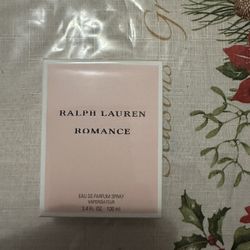 RALPH LAUREN
ROMANCE
EAU DE PARFUM SPRAY
VAPORISATEUR
3.4 FL. OZ. 100 ml